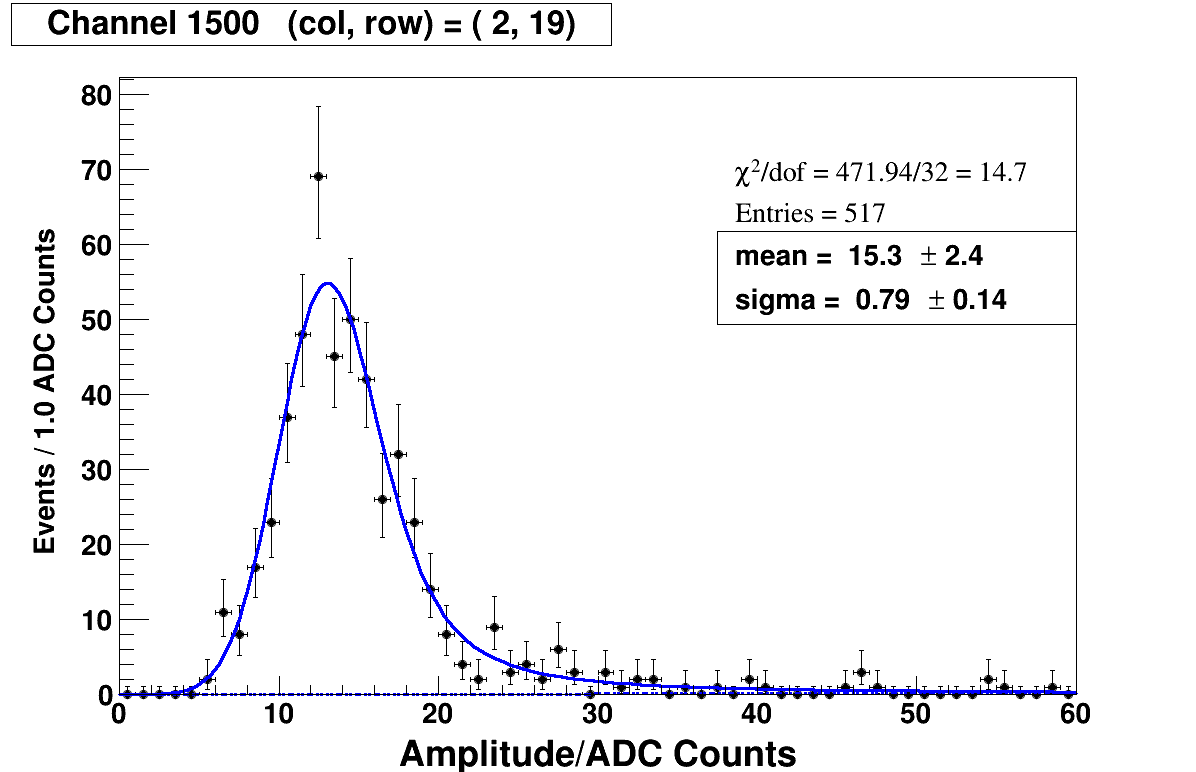 Channel 1500 (col, row) = ( 2, 19)
χ²/dof = 471.94/32 = 14.7
Entries = 517
mean = 15.3 ± 2.4
sigma = 0.79 ± 0.14
Events / 1.0 ADC Counts
80
70
60
50
40
30
20
10
0
0 10 20 30 40 50 60
Amplitude/ADC Counts